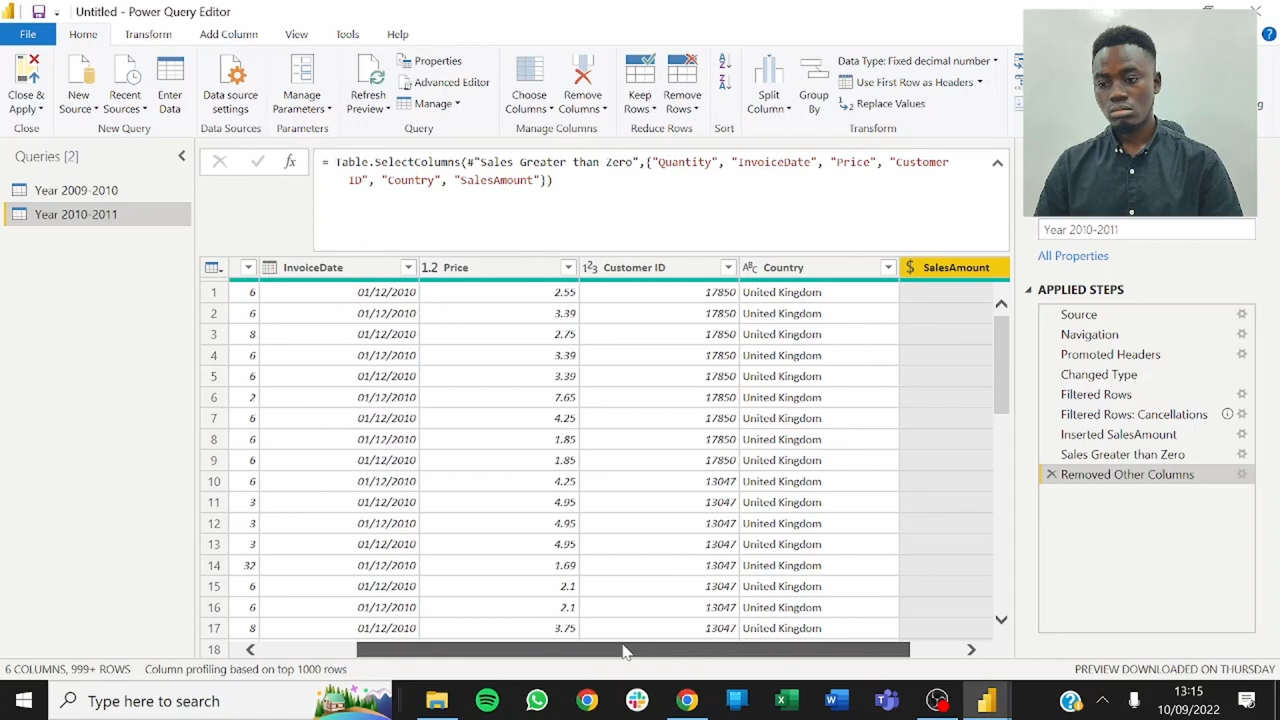 Untitled - Power Query Editor
File Home Transform Add Column View Tools Help
Close & Apply New Source Recent Sources Enter Data Data source settings Manage Parameters Refresh Preview Properties Advanced Editor Manage Choose Columns Remove Columns Keep Rows Remove Rows Split Column Group By Data Type: Fixed decimal number Use First Row as Headers Replace Values
Close New Query Data Sources Parameters Query Manage Columns Reduce Rows Sort Transform
Queries [2]
Year 2009-2010
Year 2010-2011
= Table.SelectColumns(#"Sales Greater than Zero",{"Quantity", "InvoiceDate", "Price", "Customer
ID", "Country", "SalesAmount"})
InvoiceDate 1.2 Price 123 Customer ID ABC Country $ SalesAmount
1 6 01/12/2010 2.55 17850 United Kingdom
2 6 01/12/2010 3.39 17850 United Kingdom
3 8 01/12/2010 2.75 17850 United Kingdom
4 6 01/12/2010 3.39 17850 United Kingdom
5 6 01/12/2010 3.39 17850 United Kingdom
6 2 01/12/2010 7.65 17850 United Kingdom
7 6 01/12/2010 4.25 17850 United Kingdom
8 6 01/12/2010 1.85 17850 United Kingdom
9 6 01/12/2010 1.85 17850 United Kingdom
10 6 01/12/2010 4.25 13047 United Kingdom
11 3 01/12/2010 4.95 13047 United Kingdom
12 3 01/12/2010 4.95 13047 United Kingdom
13 3 01/12/2010 4.95 13047 United Kingdom
14 32 01/12/2010 1.69 13047 United Kingdom
15 6 01/12/2010 2.1 13047 United Kingdom
16 6 01/12/2010 2.1 13047 United Kingdom
17 8 01/12/2010 3.75 13047 United Kingdom
18
Year 2010-2011
All Properties
APPLIED STEPS
Source
Navigation
Promoted Headers
Changed Type
Filtered Rows
Filtered Rows: Cancellations
Inserted SalesAmount
Sales Greater than Zero
Removed Other Columns
6 COLUMNS, 999+ ROWS Column profiling based on top 1000 rows PREVIEW DOWNLOADED ON THURSDAY
Type here to search
13:15
10/09/2022